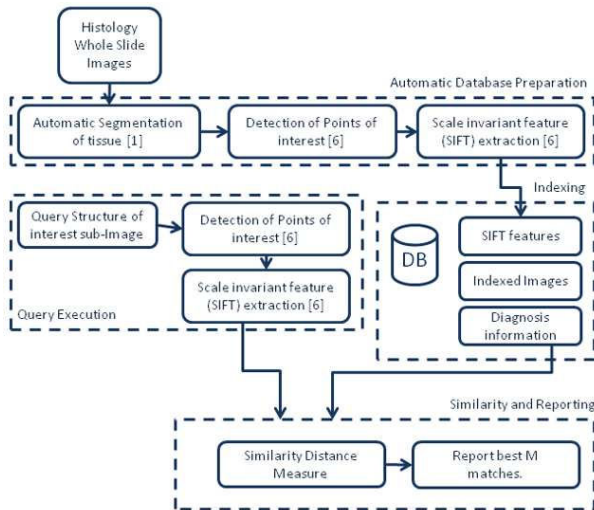 Histology
Whole Slide
Images
Automatic Database Preparation
Automatic Segmentation
of tissue [1]
Detection of Points of
interest [6]
Scale invariant feature
(SIFT) extraction [6]
Indexing
Query Structure of
interest sub-Image
Detection of Points of
interest [6]
Scale invariant feature
(SIFT) extraction [6]
Query Execution
DB
SIFT features
Indexed Images
Diagnosis
information
Similarity and Reporting
Similarity Distance
Measure
Report best M
matches.